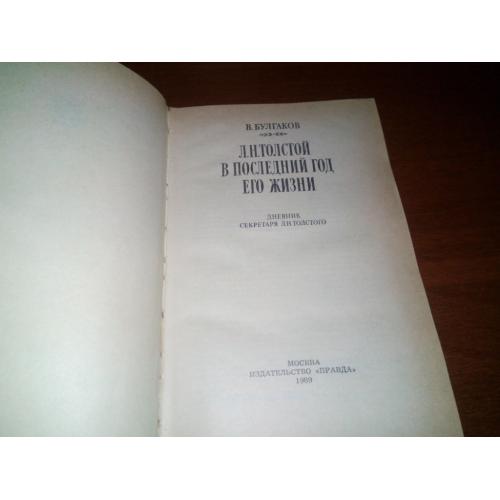 В. БУЛГАКОВ
Л.Н.ТОЛСТОЙ
В ПОСЛЕДНИЙ ГОД
ЕГО ЖИЗНИ
ДНЕВНИК
СЕКРЕТАРЯ Л.Н.ТОЛСТОГО
МОСКВА
ИЗДАТЕЛЬСТВО «ПРАВДА»
1989